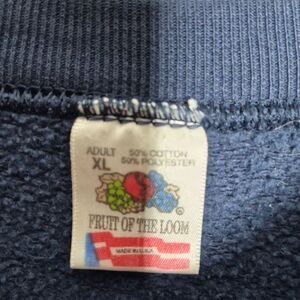 ADULT 50% COTTON
XL 50% POLYESTER
FRUIT OF THE LOOM
MADE IN U.S.A.